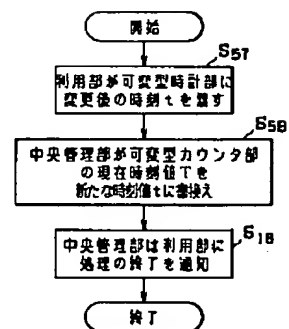 開始
S57
利用部が可変型時計部に
変更後の時刻tを渡す
S58
中央管理部が可変型カウンタ部
の現在時刻値Tを
新たな時刻値tに書換え
S18
中央管理部は利用部に
処理の終了を通知
終了